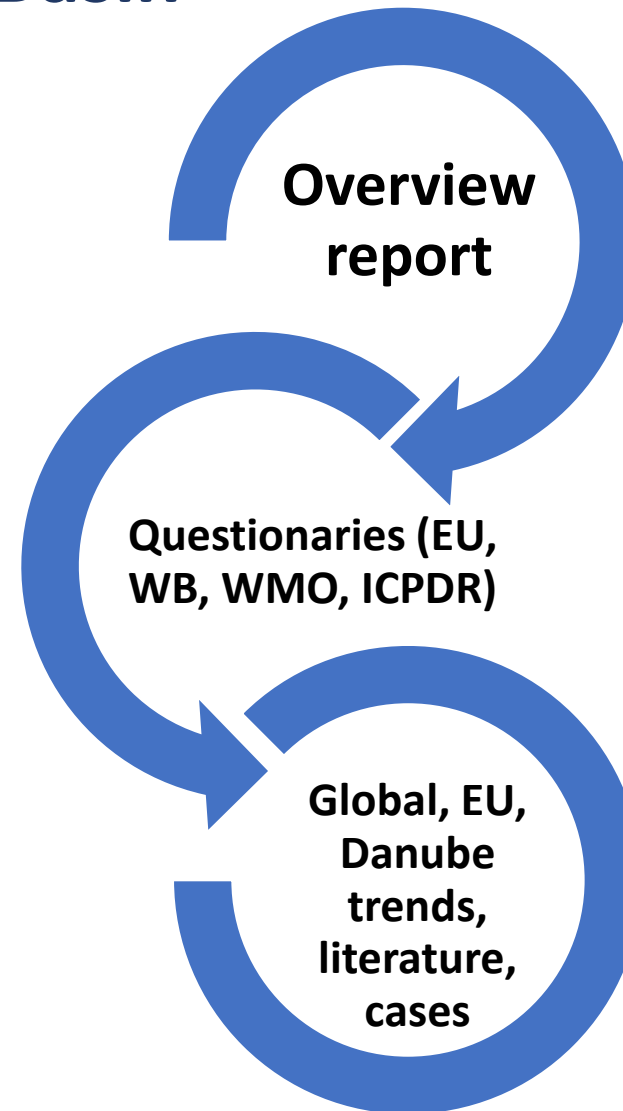 Overview
report
Questionaries (EU,
WB, WMO, ICPDR)
Global, EU,
Danube
trends,
literature,
cases